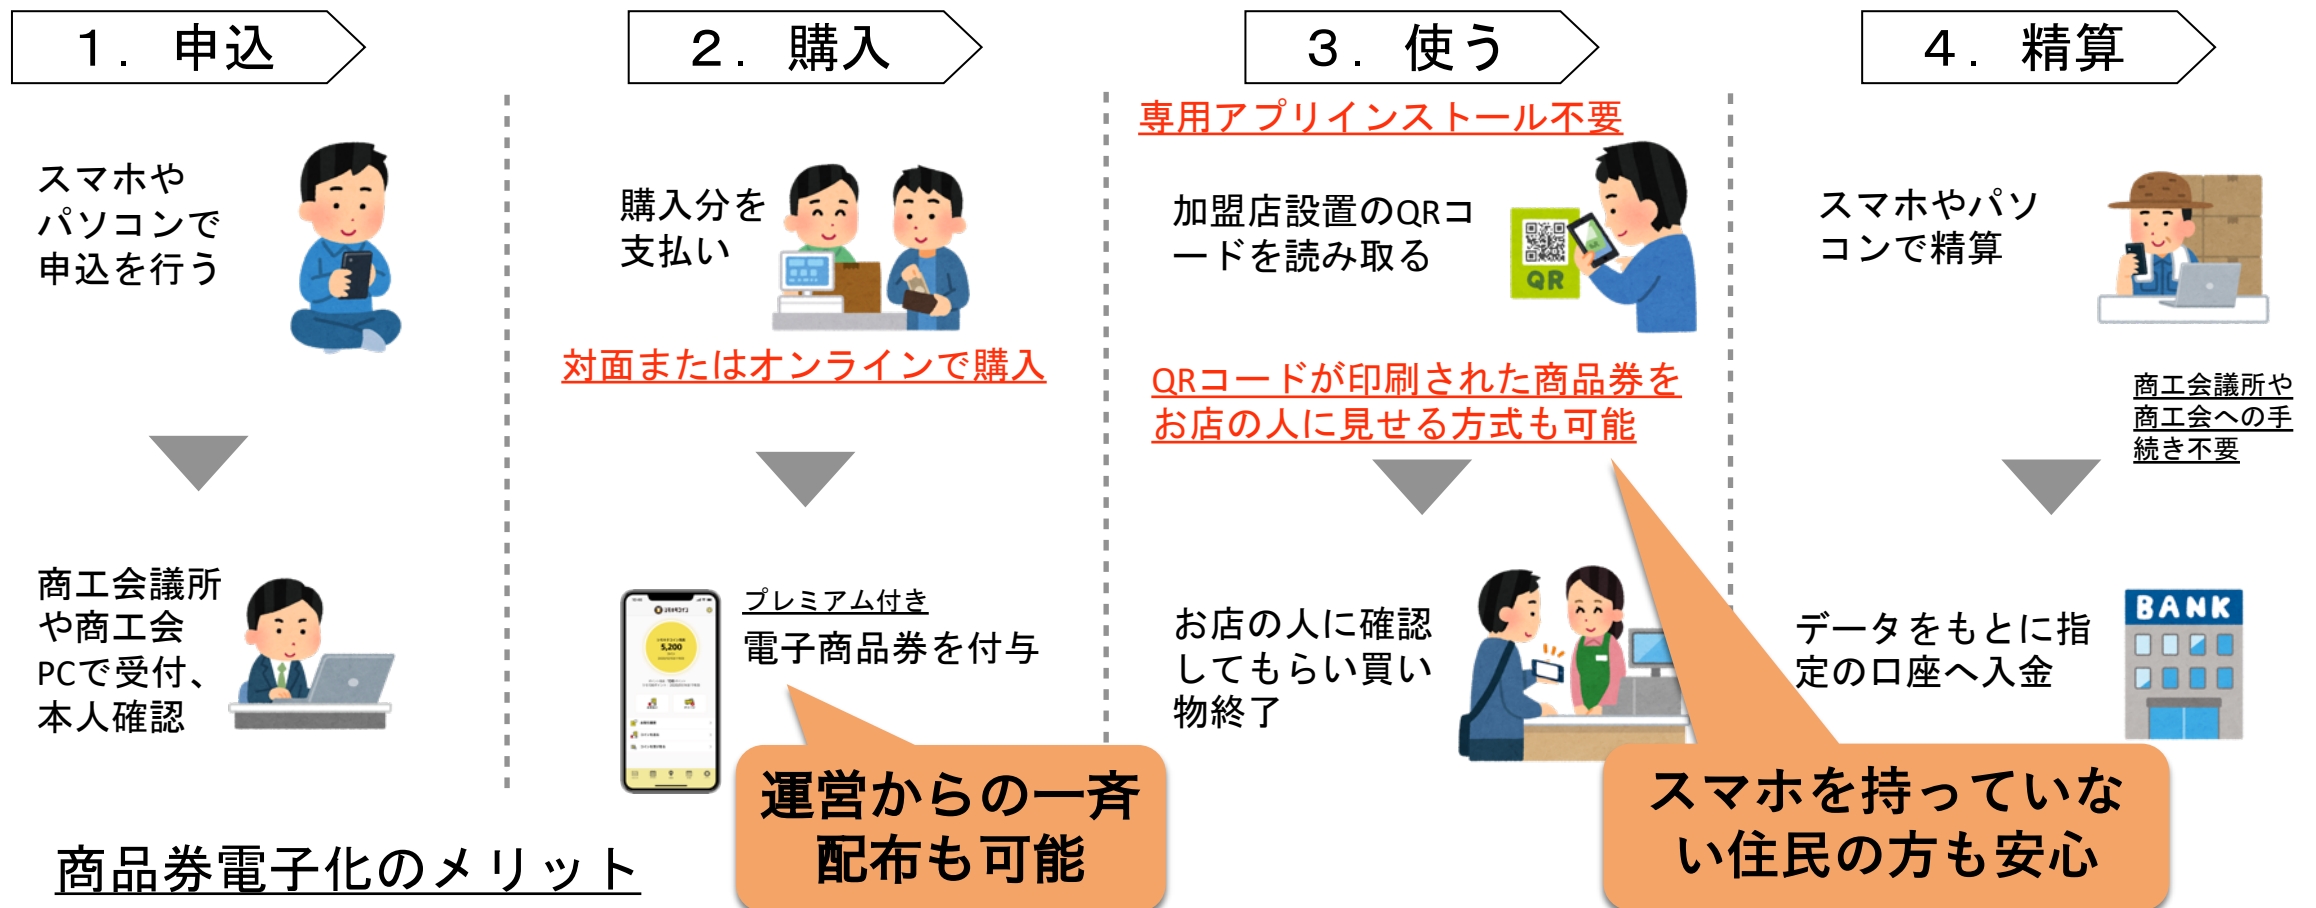 １．申込
スマホや
パソコンで
申込を行う
商工会議所
や商工会
PCで受付、
本人確認
２．購入
購入分を
支払い
対面またはオンラインで購入
5,200
プレミアム付き
電子商品券を付与
運営からの一斉
配布も可能
３．使う
専用アプリインストール不要
加盟店設置のQRコ
ードを読み取る
QR
QRコードが印刷された商品券を
お店の人に見せる方式も可能
お店の人に確認
してもらい買い
物終了
スマホを持っていな
い住民の方も安心
４．精算
スマホやパソ
コンで精算
商工会議所や
商工会への手
続き不要
データをもとに指
定の口座へ入金
BANK
商品券電子化のメリット